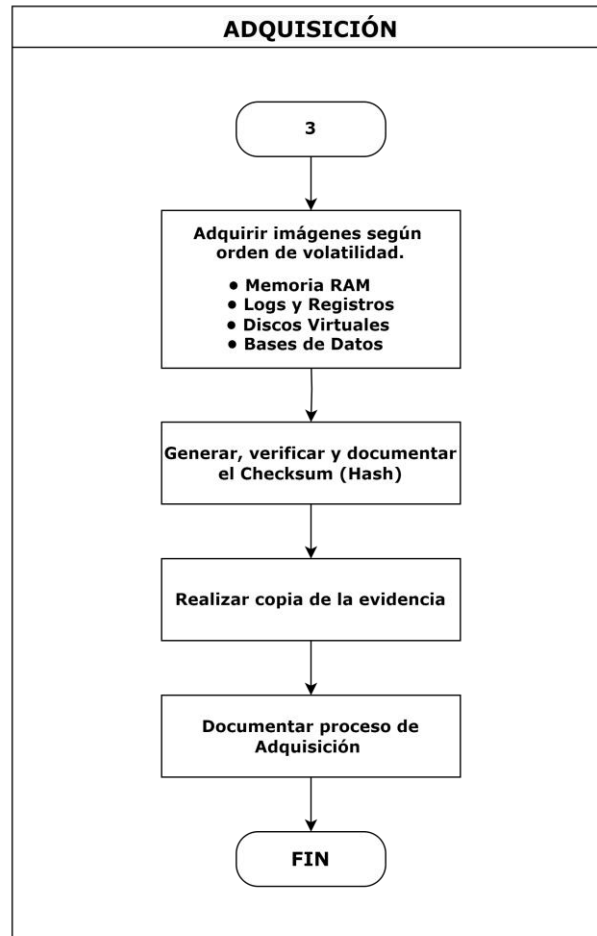 ADQUISICIÓN
3
Adquirir imágenes según
orden de volatilidad.
● Memoria RAM
● Logs y Registros
● Discos Virtuales
● Bases de Datos
Generar, verificar y documentar
el Checksum (Hash)
Realizar copia de la evidencia
Documentar proceso de
Adquisición
FIN